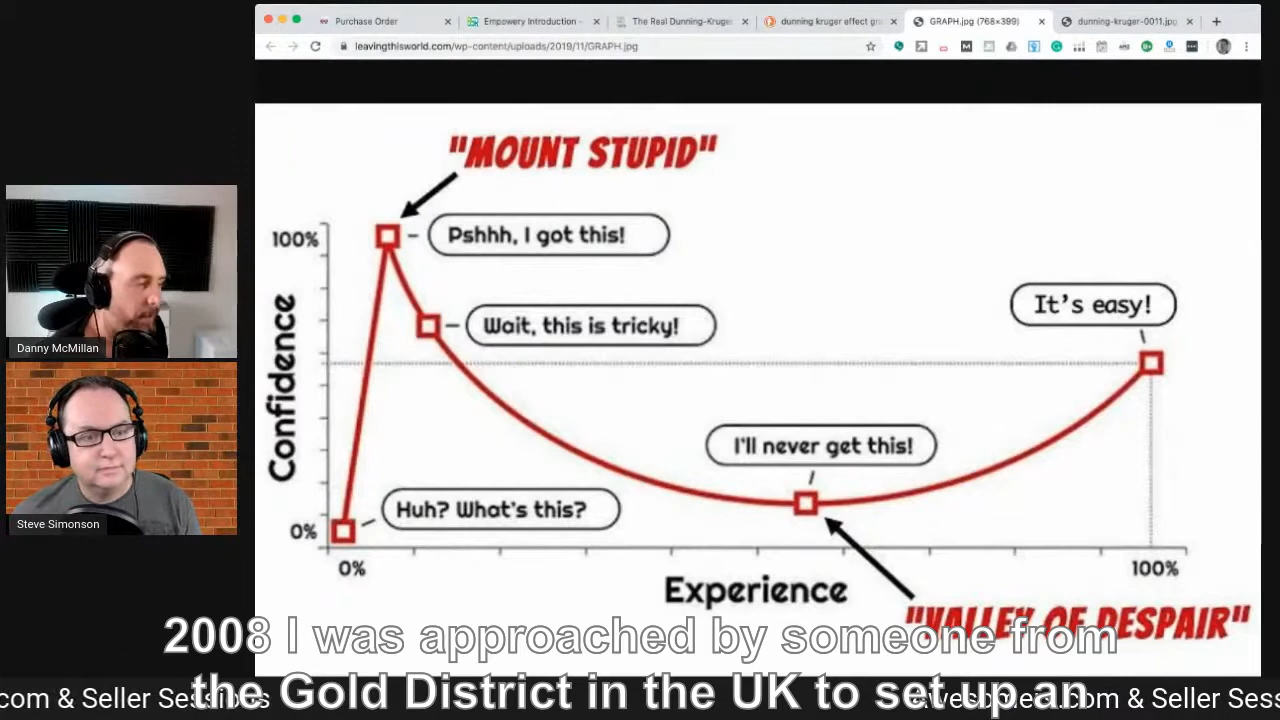 Purchase Order
Empowery Introduction -
The Real Dunning-Kruger
dunning kruger effect gra
GRAPH.jpg (768×399)
dunning-kruger-0011.jpg
leavingthisworld.com/wp-content/uploads/2019/11/GRAPH.jpg
"MOUNT STUPID"
100%
Pshhh, I got this!
Wait, this is tricky!
It's easy!
Confidence
I'll never get this!
Huh? What's this?
0%
0%
100%
Experience
"VALLEY OF DESPAIR"
Danny McMillan
Steve Simonson
2008 I was approached by someone from
the Gold District in the UK to set up an
.com & Seller Sessions
.com & Seller Sess